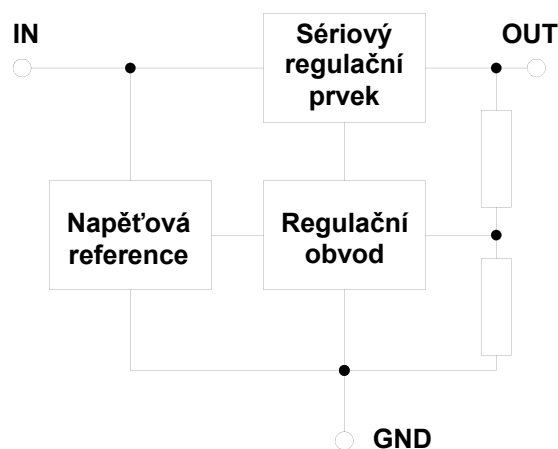 IN
Sériový
regulační
prvek
OUT
Napěťová
reference
Regulační
obvod
GND